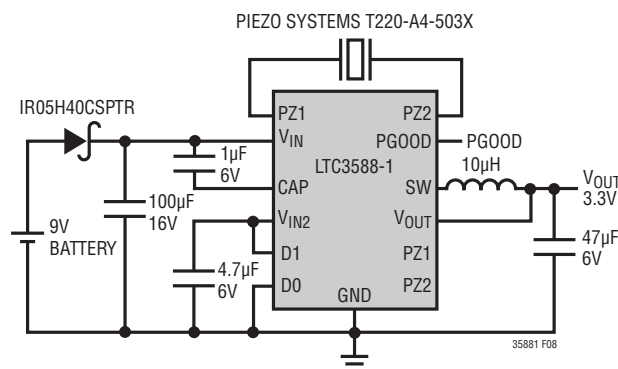 PIEZO SYSTEMS T220-A4-503X
IR05H40CSPTR
PZ1
PZ2
VIN
PGOOD
PGOOD
LTC3588-1
1µF
6V
10µH
CAP
SW
VOUT
3.3V
100µF
16V
VIN2
VOUT
9V
BATTERY
47µF
6V
D1
PZ1
4.7µF
6V
D0
PZ2
GND
35881 F08